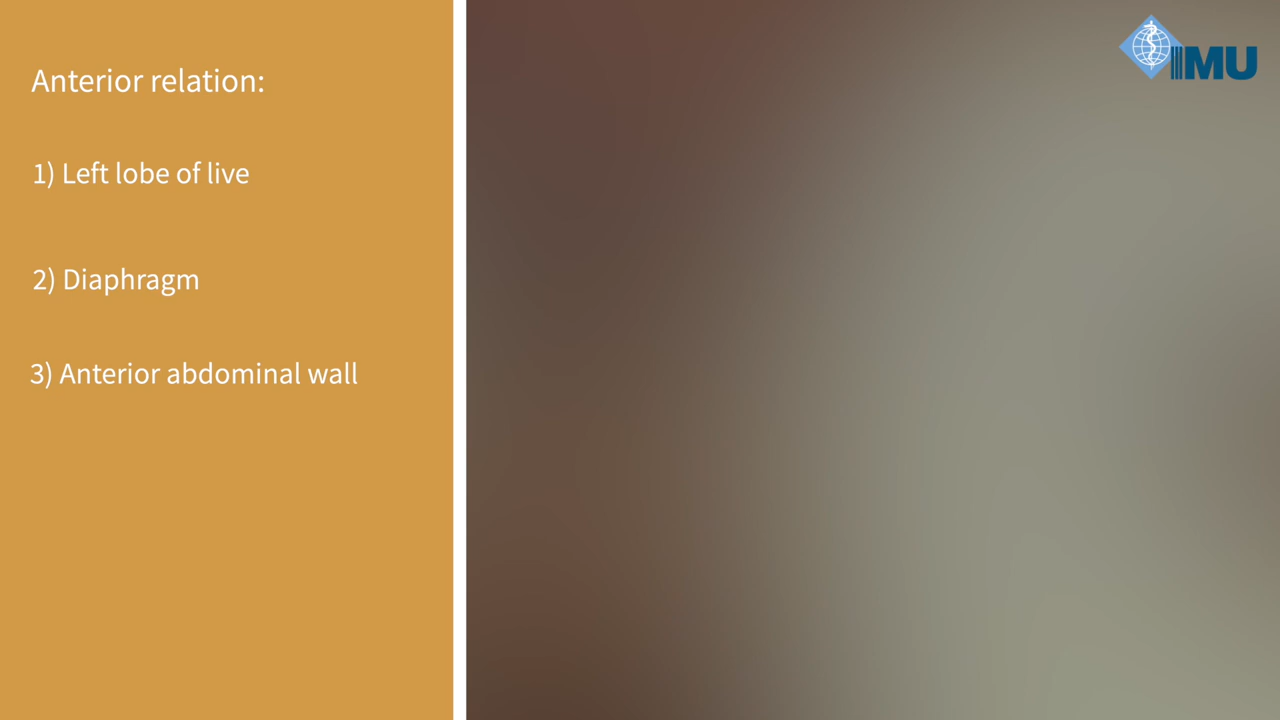 IMU
Anterior relation:
1) Left lobe of live
2) Diaphragm
3) Anterior abdominal wall